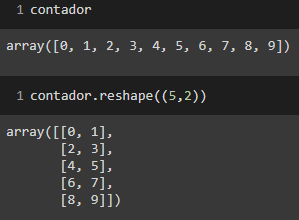 1 contador
array([0, 1, 2, 3, 4, 5, 6, 7, 8, 9])
1 contador.reshape((5,2))
array([[0, 1],
       [2, 3],
       [4, 5],
       [6, 7],
       [8, 9]])